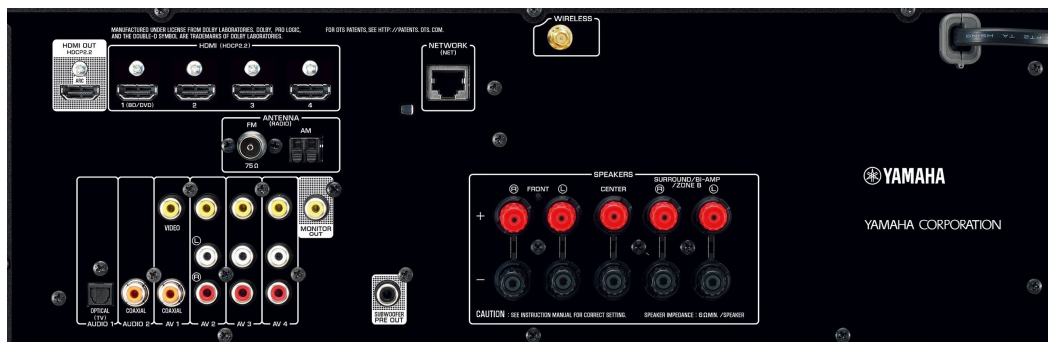 MANUFACTURED UNDER LICENSE FROM DOLBY LABORATORIES. DOLBY, PRO LOGIC,
AND THE DOUBLE-D SYMBOL ARE TRADEMARKS OF DOLBY LABORATORIES.
FOR DTS PATENTS, SEE HTTP://PATENTS. DTS. COM.
WIRELESS
HDMI OUT
HDCP2.2
ARC
HDMI (HDCP2.2)
1 (BD/DVD)
2
3
4
NETWORK
(NET)
ANTENNA
(RADIO)
FM
AM
75Ω
VIDEO
MONITOR
OUT
L
R
OPTICAL
(TV)
COAXIAL
COAXIAL
AUDIO 1
AUDIO 2
AV 1
AV 2
AV 3
AV 4
SUBWOOFER
PRE OUT
SPEAKERS
R
FRONT
L
CENTER
SURROUND/BI-AMP
/ZONE B
R
L
+
−
CAUTION : SEE INSTRUCTION MANUAL FOR CORRECT SETTING.
SPEAKER IMPEDANCE : 6ΩMIN. /SPEAKER
YAMAHA
YAMAHA CORPORATION